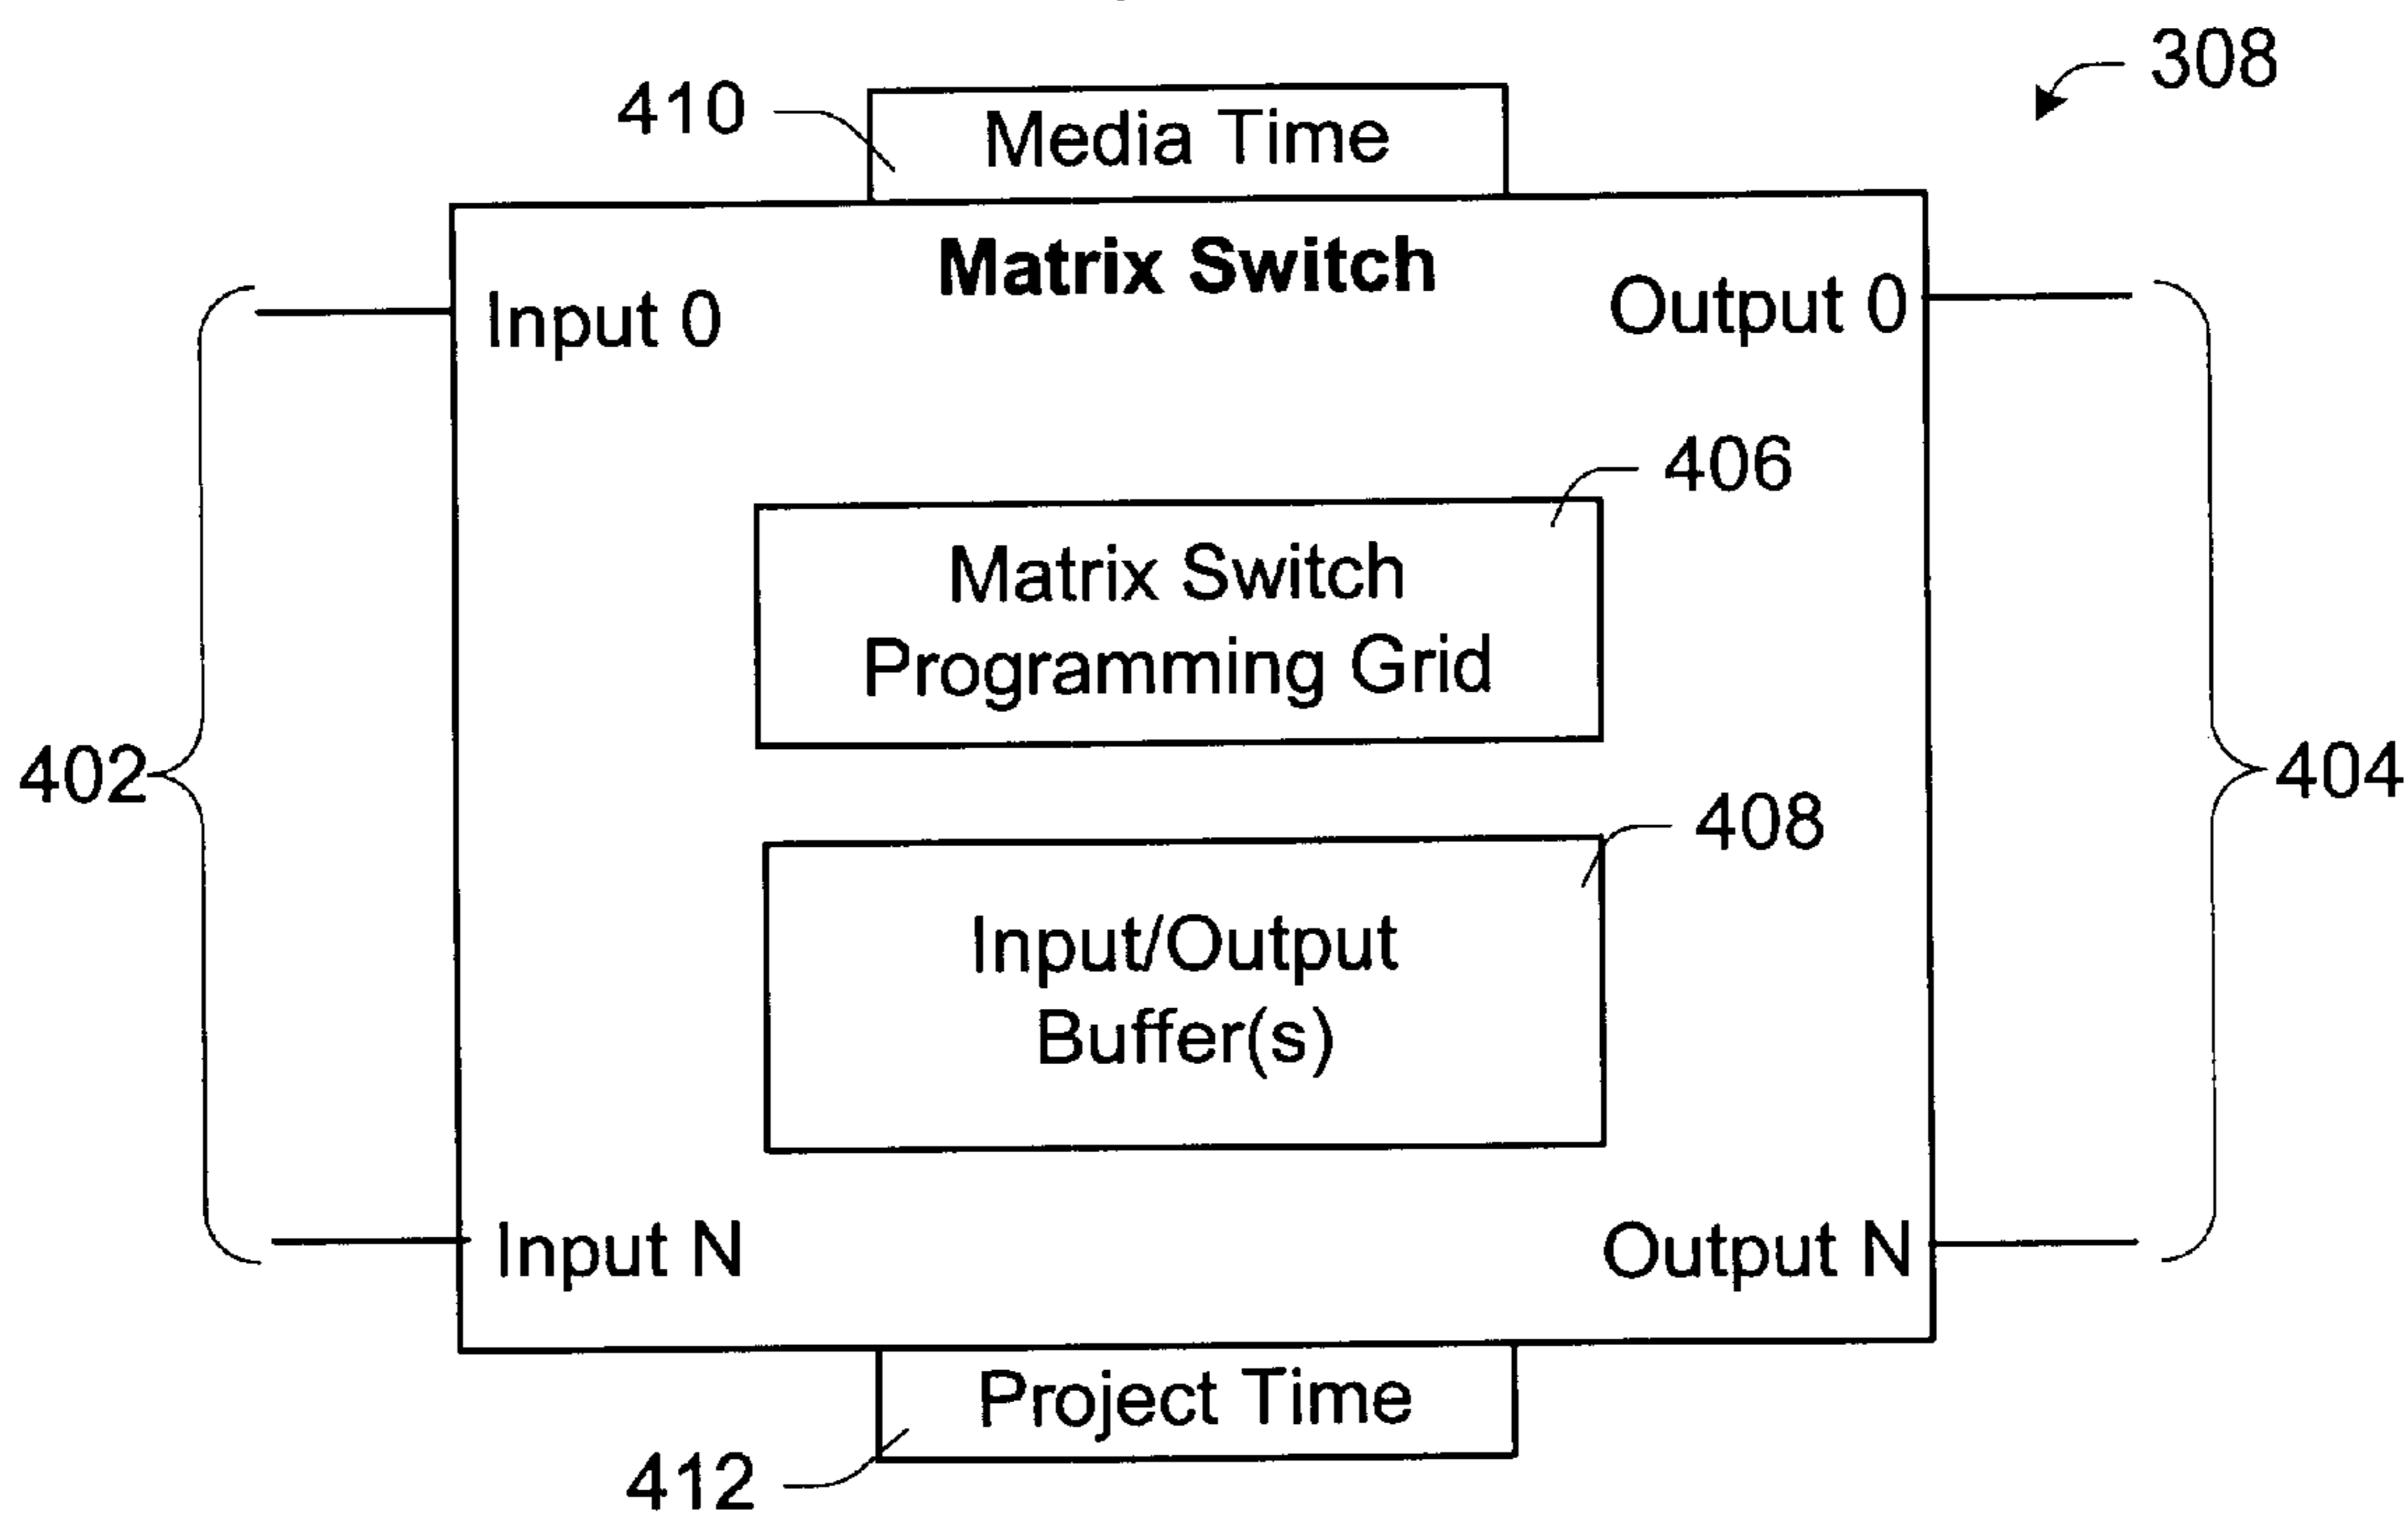 308
410
Media Time
Matrix Switch
Input 0
Output 0
406
Matrix Switch
Programming Grid
402
404
408
Input/Output
Buffer(s)
Input N
Output N
Project Time
412